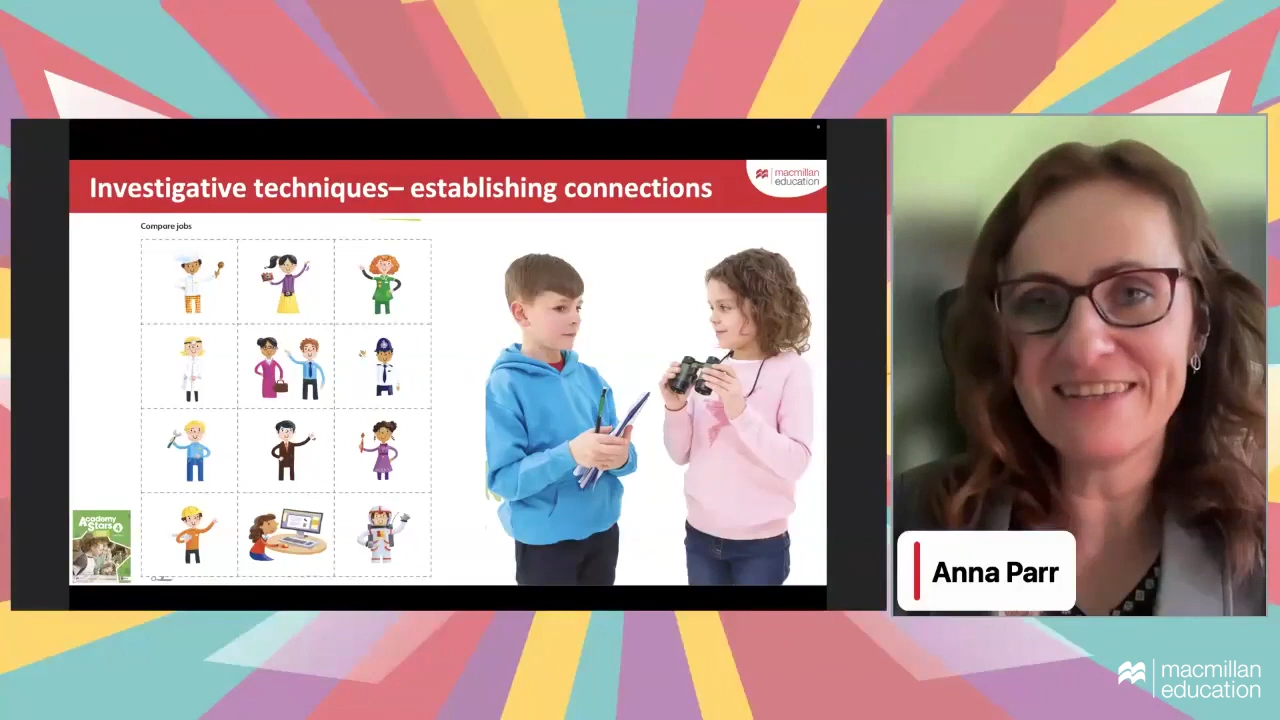 Investigative techniques– establishing connections
macmillan
education
Compare jobs
Academy
Stars 4
Anna Parr
macmillan
education